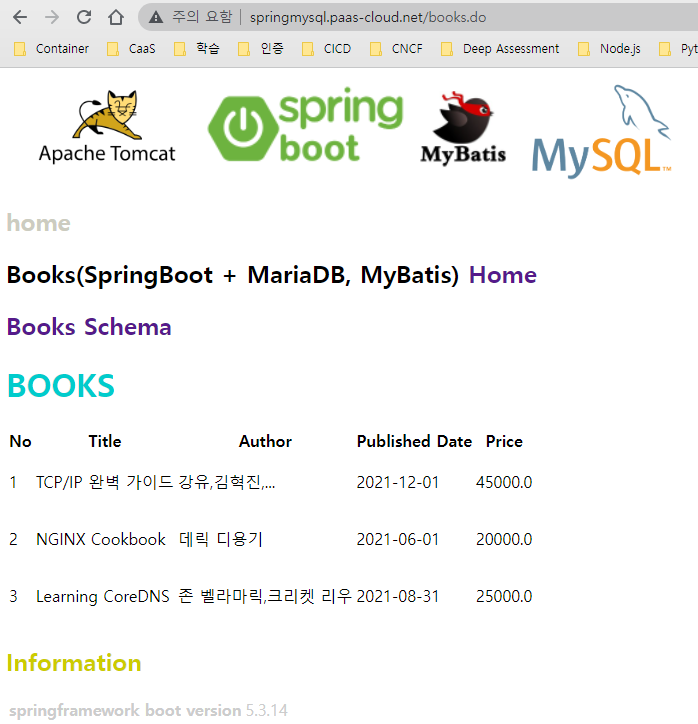 주의 요함 | springmysql.paas-cloud.net/books.do
Container CaaS 학습 인증 CICD CNCF Deep Assessment Node.js Pyt
Apache Tomcat spring boot MyBatis MySQL™
home
Books(SpringBoot + MariaDB, MyBatis) Home
Books Schema
BOOKS
No Title Author Published Date Price
1 TCP/IP 완벽 가이드 강유,김혁진,... 2021-12-01 45000.0
2 NGINX Cookbook 데릭 디용기 2021-06-01 20000.0
3 Learning CoreDNS 존 벨라마릭,크리켓 리우 2021-08-31 25000.0
Information
springframework boot version 5.3.14